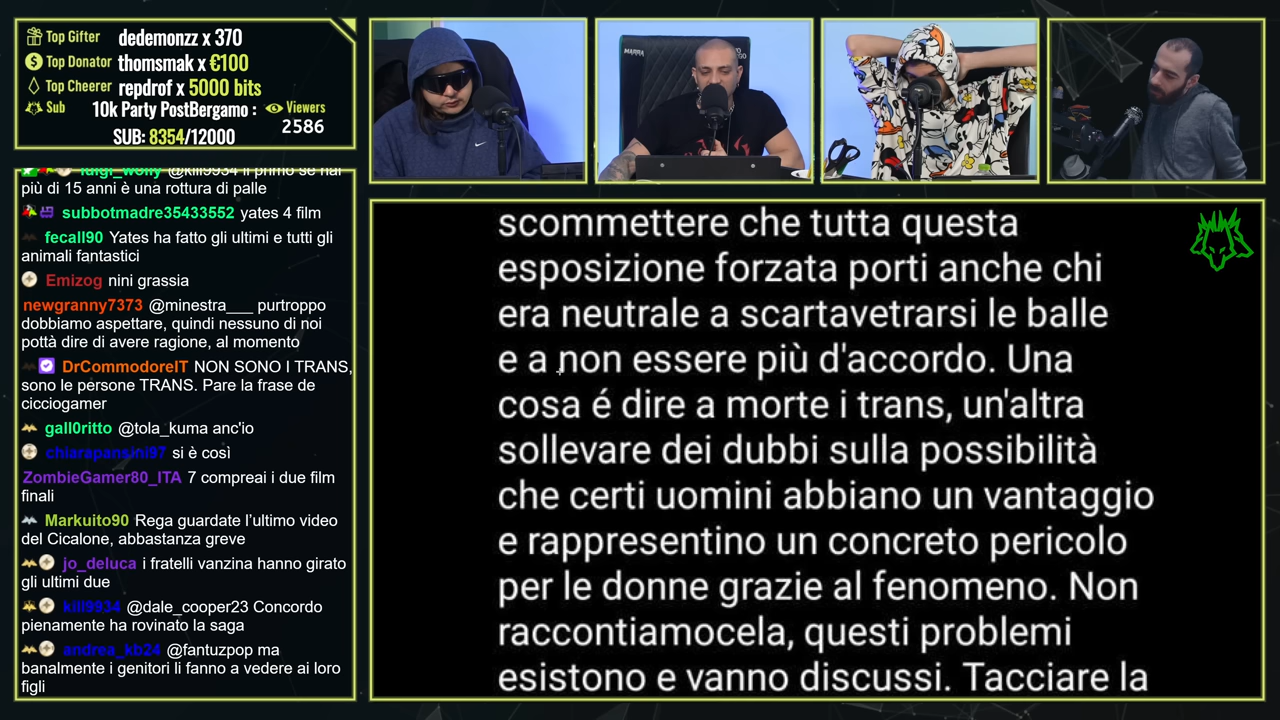 Top Gifter dedemonzz x 370
Top Donator thomsmak x €100
Top Cheerer repdrof x 5000 bits
Sub 10k Party PostBergamo : Viewers
SUB: 8354/12000 2586
luigi_wolly @kill9934 il primo se hai
più di 15 anni è una rottura di palle
subbotmadre35433552 yates 4 film
fecall90 Yates ha fatto gli ultimi e tutti gli
animali fantastici
Emizog nini grassia
newgranny7373 @minestra___ purtroppo
dobbiamo aspettare, quindi nessuno di noi
pottà dire di avere ragione, al momento
DrCommodoreIT NON SONO I TRANS,
sono le persone TRANS. Pare la frase de
cicciogamer
gall0ritto @tola_kuma anc'io
chiarapansini97 si è così
ZombieGamer80_ITA 7 compreai i due film
finali
Markuito90 Rega guardate l'ultimo video
del Cicalone, abbastanza greve
jo_deluca i fratelli vanzina hanno girato
gli ultimi due
kill9934 @dale_cooper23 Concordo
pienamente ha rovinato la saga
andrea_kb24 @fantuzpop ma
banalmente i genitori li fanno a vedere ai loro
figli
MARRA
scommettere che tutta questa
esposizione forzata porti anche chi
era neutrale a scartavetrarsi le balle
e a non essere più d'accordo. Una
cosa é dire a morte i trans, un'altra
sollevare dei dubbi sulla possibilità
che certi uomini abbiano un vantaggio
e rappresentino un concreto pericolo
per le donne grazie al fenomeno. Non
raccontiamocela, questi problemi
esistono e vanno discussi. Tacciare la